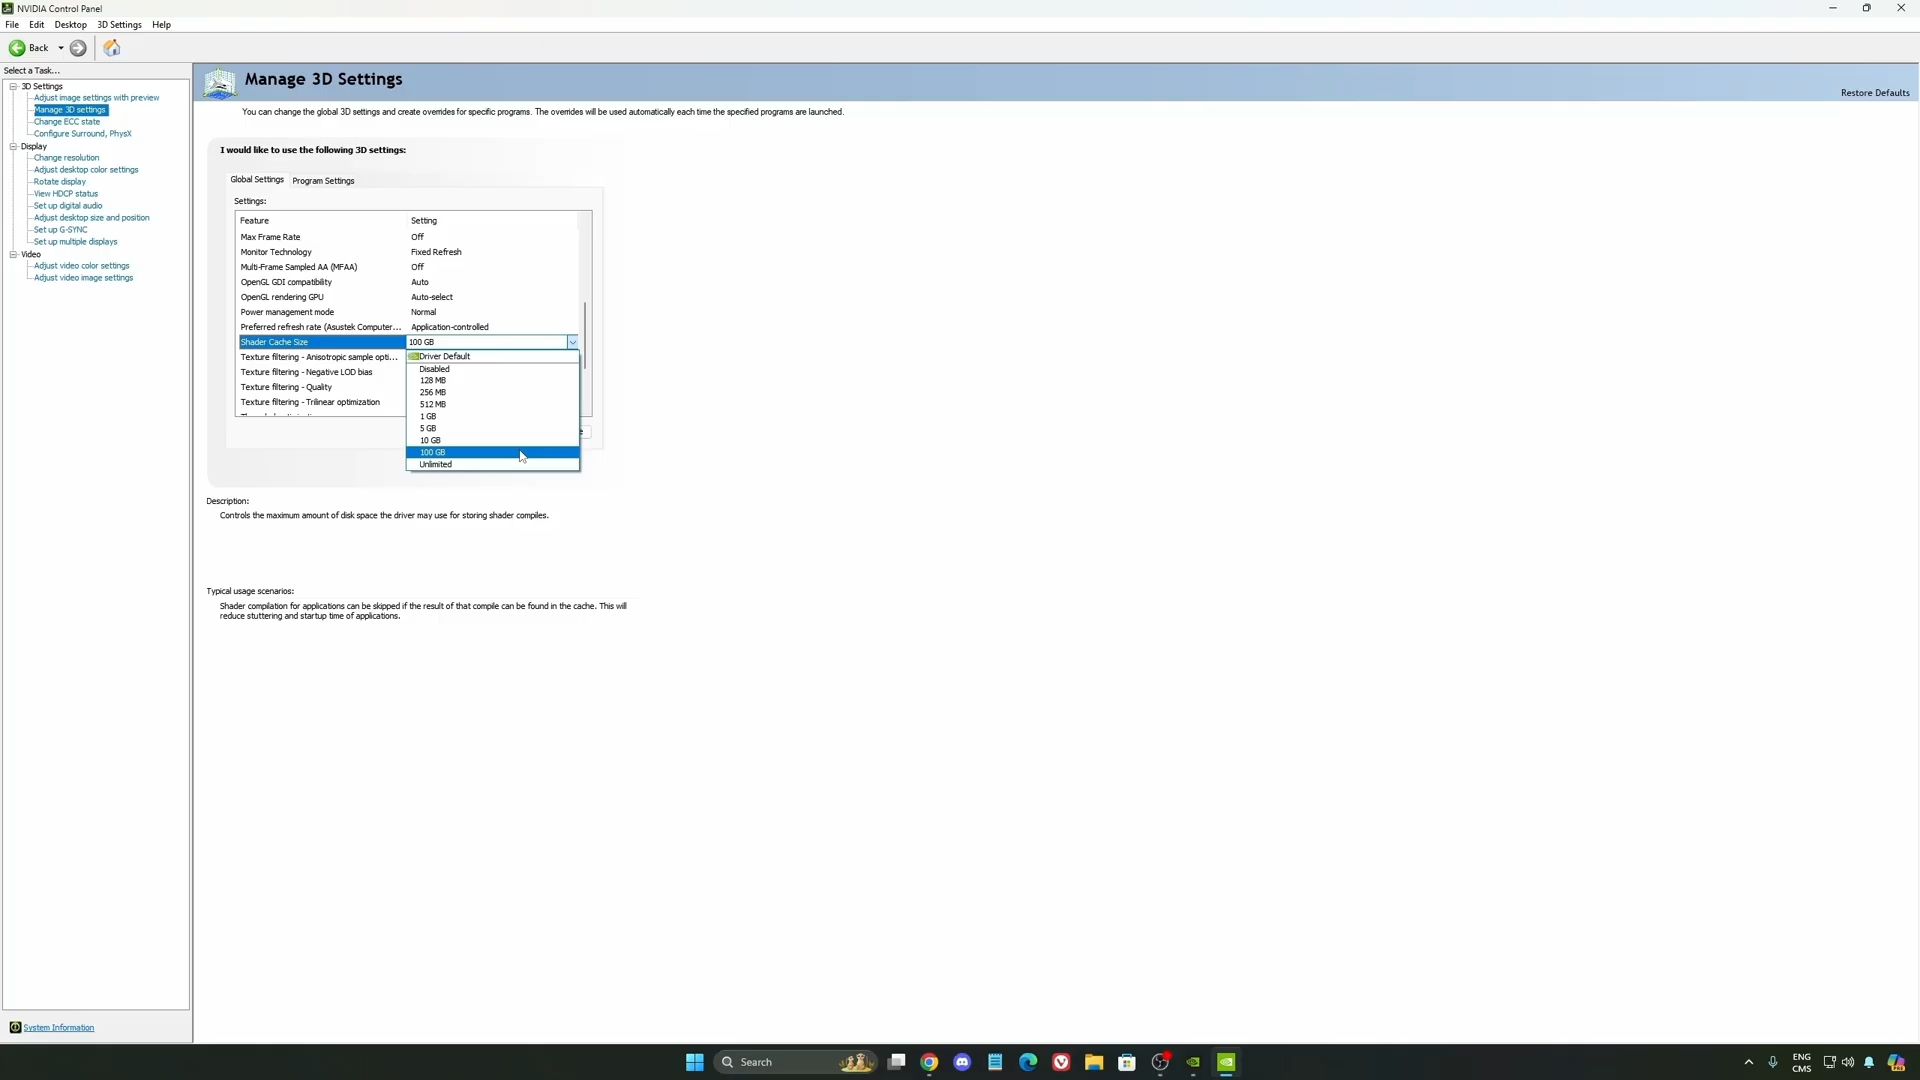 NVIDIA Control Panel
File Edit Desktop 3D Settings Help
Back
Select a Task...
3D Settings
Adjust image settings with preview
Manage 3D settings
Change ECC state
Configure Surround, PhysX
Display
Change resolution
Adjust desktop color settings
Rotate display
View HDCP status
Set up digital audio
Adjust desktop size and position
Set up G-SYNC
Set up multiple displays
Video
Adjust video color settings
Adjust video image settings
System Information
Manage 3D Settings
Restore Defaults
You can change the global 3D settings and create overrides for specific programs. The overrides will be used automatically each time the specified programs are launched.
I would like to use the following 3D settings:
Global Settings Program Settings
Settings:
Feature Setting
Max Frame Rate Off
Monitor Technology Fixed Refresh
Multi-Frame Sampled AA (MFAA) Off
OpenGL GDI compatibility Auto
OpenGL rendering GPU Auto-select
Power management mode Normal
Preferred refresh rate (Asustek Computer... Application-controlled
Shader Cache Size 100 GB
Texture filtering - Anisotropic sample opti...
Texture filtering - Negative LOD bias
Texture filtering - Quality
Texture filtering - Trilinear optimization
Driver Default
Disabled
128 MB
256 MB
512 MB
1 GB
5 GB
10 GB
100 GB
Unlimited
Description:
Controls the maximum amount of disk space the driver may use for storing shader compiles.
Typical usage scenarios:
Shader compilation for applications can be skipped if the result of that compile can be found in the cache. This will
reduce stuttering and startup time of applications.
Search
ENG
CMS